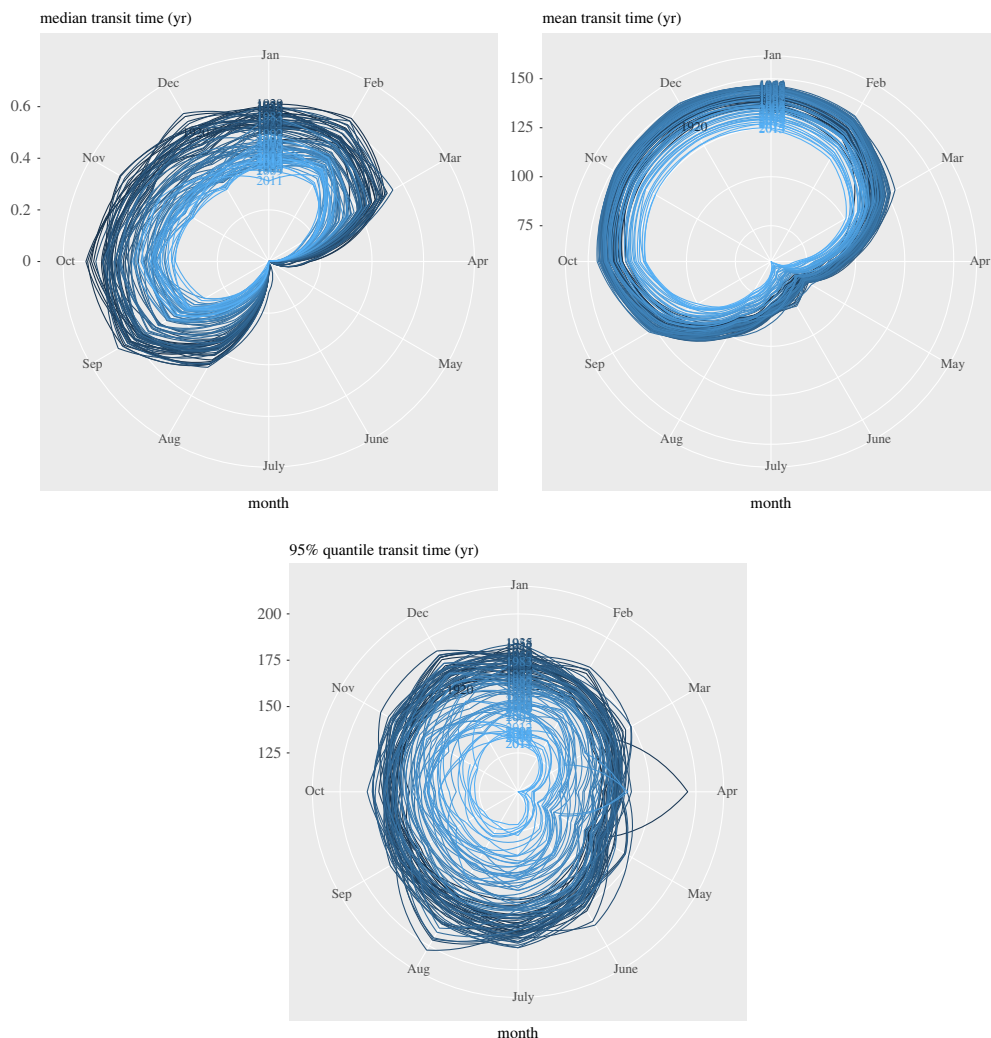 median transit time (yr)
Jan
Dec
Feb
0.6
1920
Nov
Mar
0.4
2011
0.2
0
Oct
Apr
Sep
May
Aug
June
July
month
mean transit time (yr)
Jan
150
Dec
Feb
125
1920
Nov
Mar
100
75
Oct
Apr
Sep
May
Aug
June
July
month
95% quantile transit time (yr)
Jan
200
Dec
Feb
175
1920
Nov
Mar
150
125
Oct
Apr
Sep
May
Aug
June
July
month